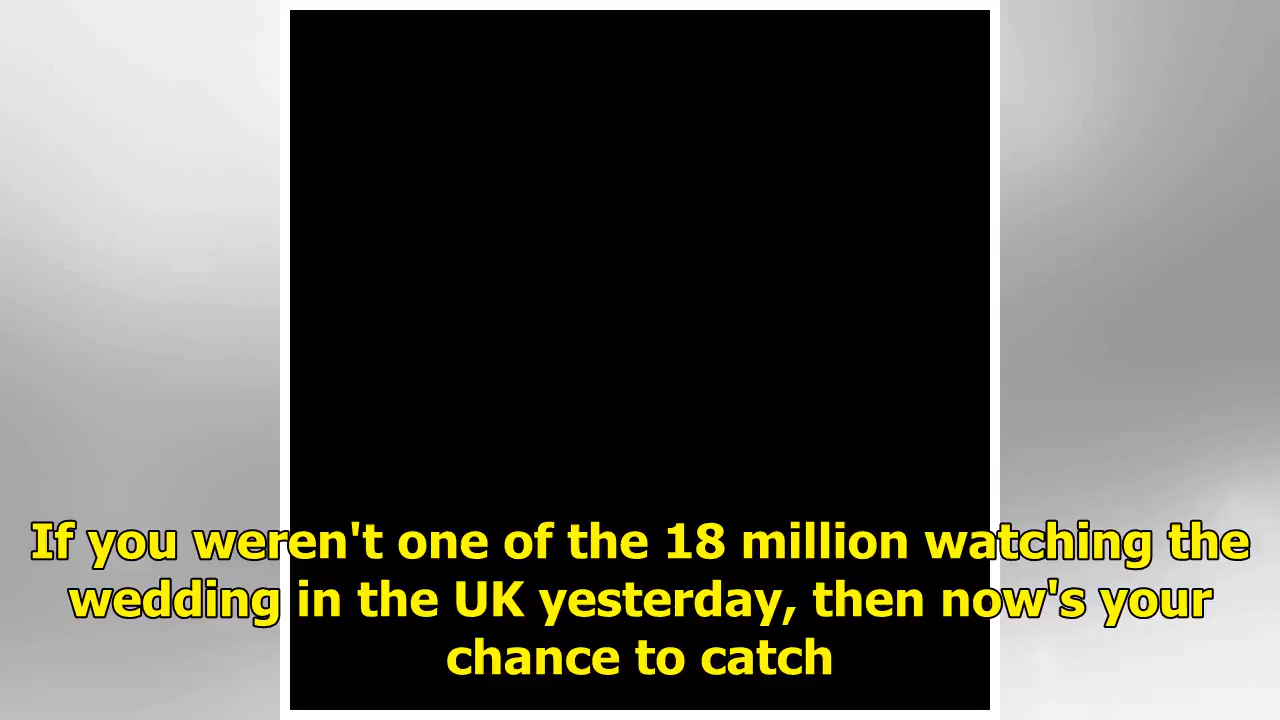 If you weren't one of the 18 million watching the
wedding in the UK yesterday, then now's your
chance to catch